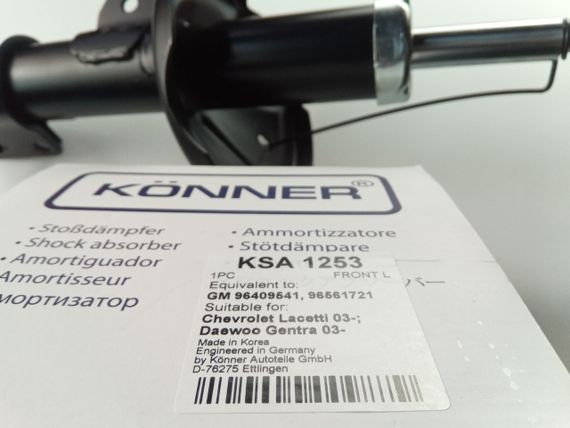 KÖNNER®
• Stoßdämpfer
• Shock absorber
• Amortiguador
Amortisseur
мортизатор
• Ammortizzatore
• Stötdämpare
バー
KSA 1253
1PC FRONT L
Equivalent to:
GM 96409541, 96561721
Suitable for:
Chevrolet Lacetti 03-;
Daewoo Gentra 03-
Made in Korea
Engineered in Germany
by Könner Autoteile GmbH
D-76275 Ettlingen